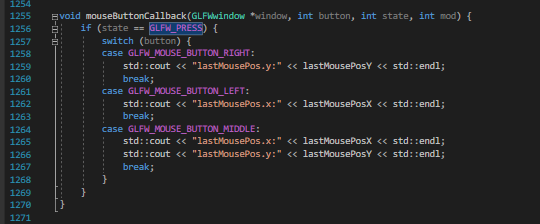 1254
1255 void mouseButtonCallback(GLFWwindow *window, int button, int state, int mod) {
1256 if (state == GLFW_PRESS) {
1257 switch (button) {
1258 case GLFW_MOUSE_BUTTON_RIGHT:
1259 std::cout << "lastMousePos.y:" << lastMousePosY << std::endl;
1260 break;
1261 case GLFW_MOUSE_BUTTON_LEFT:
1262 std::cout << "lastMousePos.x:" << lastMousePosX << std::endl;
1263 break;
1264 case GLFW_MOUSE_BUTTON_MIDDLE:
1265 std::cout << "lastMousePos.x:" << lastMousePosX << std::endl;
1266 std::cout << "lastMousePos.y:" << lastMousePosY << std::endl;
1267 break;
1268 }
1269 }
1270 }
1271